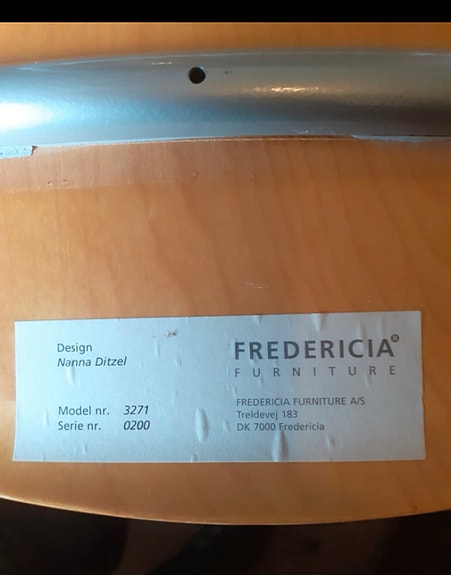 Design
Nanna Ditzel
Model nr. 3271
Serie nr. 0200
FREDERICIA®
FURNITURE
FREDERICIA FURNITURE A/S
Treldevej 183
DK 7000 Fredericia